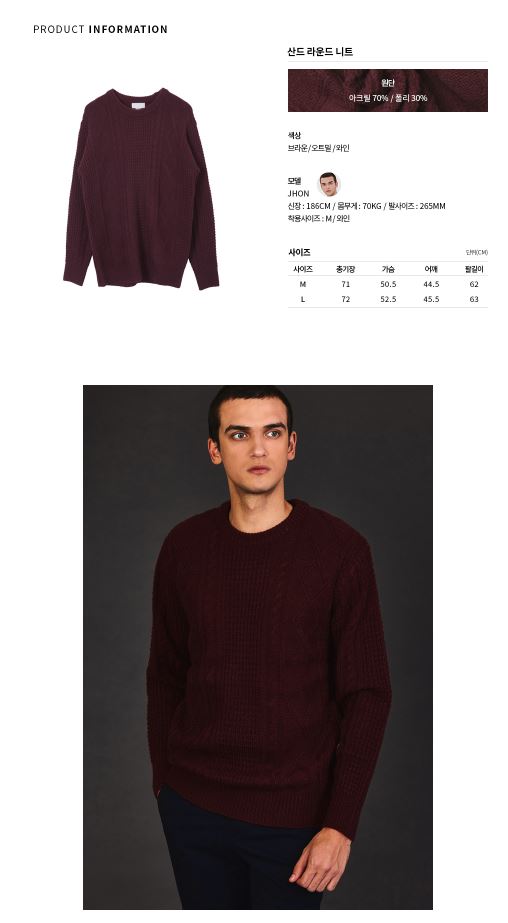 PRODUCT INFORMATION
산드 라운드 니트
원단
아크릴 70% / 폴리 30%
색상
브라운/오트밀/와인
모델
JHON
신장 : 186CM / 몸무게 : 70KG / 발사이즈 : 265MM
착용사이즈 : M/와인
사이즈 단위(CM)
사이즈 총기장 가슴 어깨 팔길이
M 71 50.5 44.5 62
L 72 52.5 45.5 63